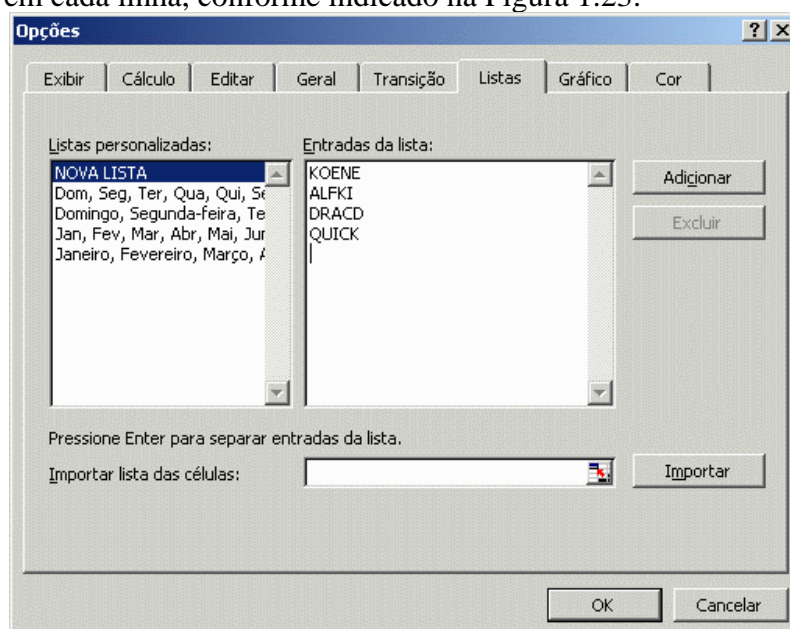 em cada linha, conforme indicado na Figura 1.23:
Opções
Exibir Cálculo Editar Geral Transição Listas Gráfico Cor
Listas personalizadas:
NOVA LISTA
Dom, Seg, Ter, Qua, Qui, Se
Domingo, Segunda-feira, Te
Jan, Fev, Mar, Abr, Mai, Jur
Janeiro, Fevereiro, Março, A
Entradas da lista:
KOENE
ALFKI
DRACD
QUICK
Adicionar
Excluir
Pressione Enter para separar entradas da lista.
Importar lista das células:
Importar
OK Cancelar